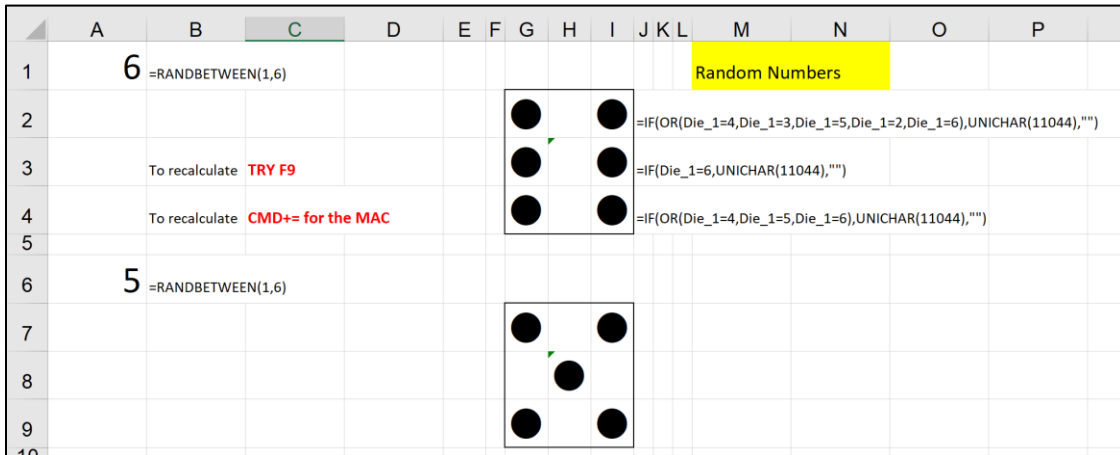 A B C D E F G H I J K L M N O P
1 6 =RANDBETWEEN(1,6) Random Numbers
2 =IF(OR(Die_1=4,Die_1=3,Die_1=5,Die_1=2,Die_1=6),UNICHAR(11044),"")
3 To recalculate TRY F9 =IF(Die_1=6,UNICHAR(11044),"")
4 To recalculate CMD+= for the MAC =IF(OR(Die_1=4,Die_1=5,Die_1=6),UNICHAR(11044),"")
5
6 5 =RANDBETWEEN(1,6)
7
8
9
10